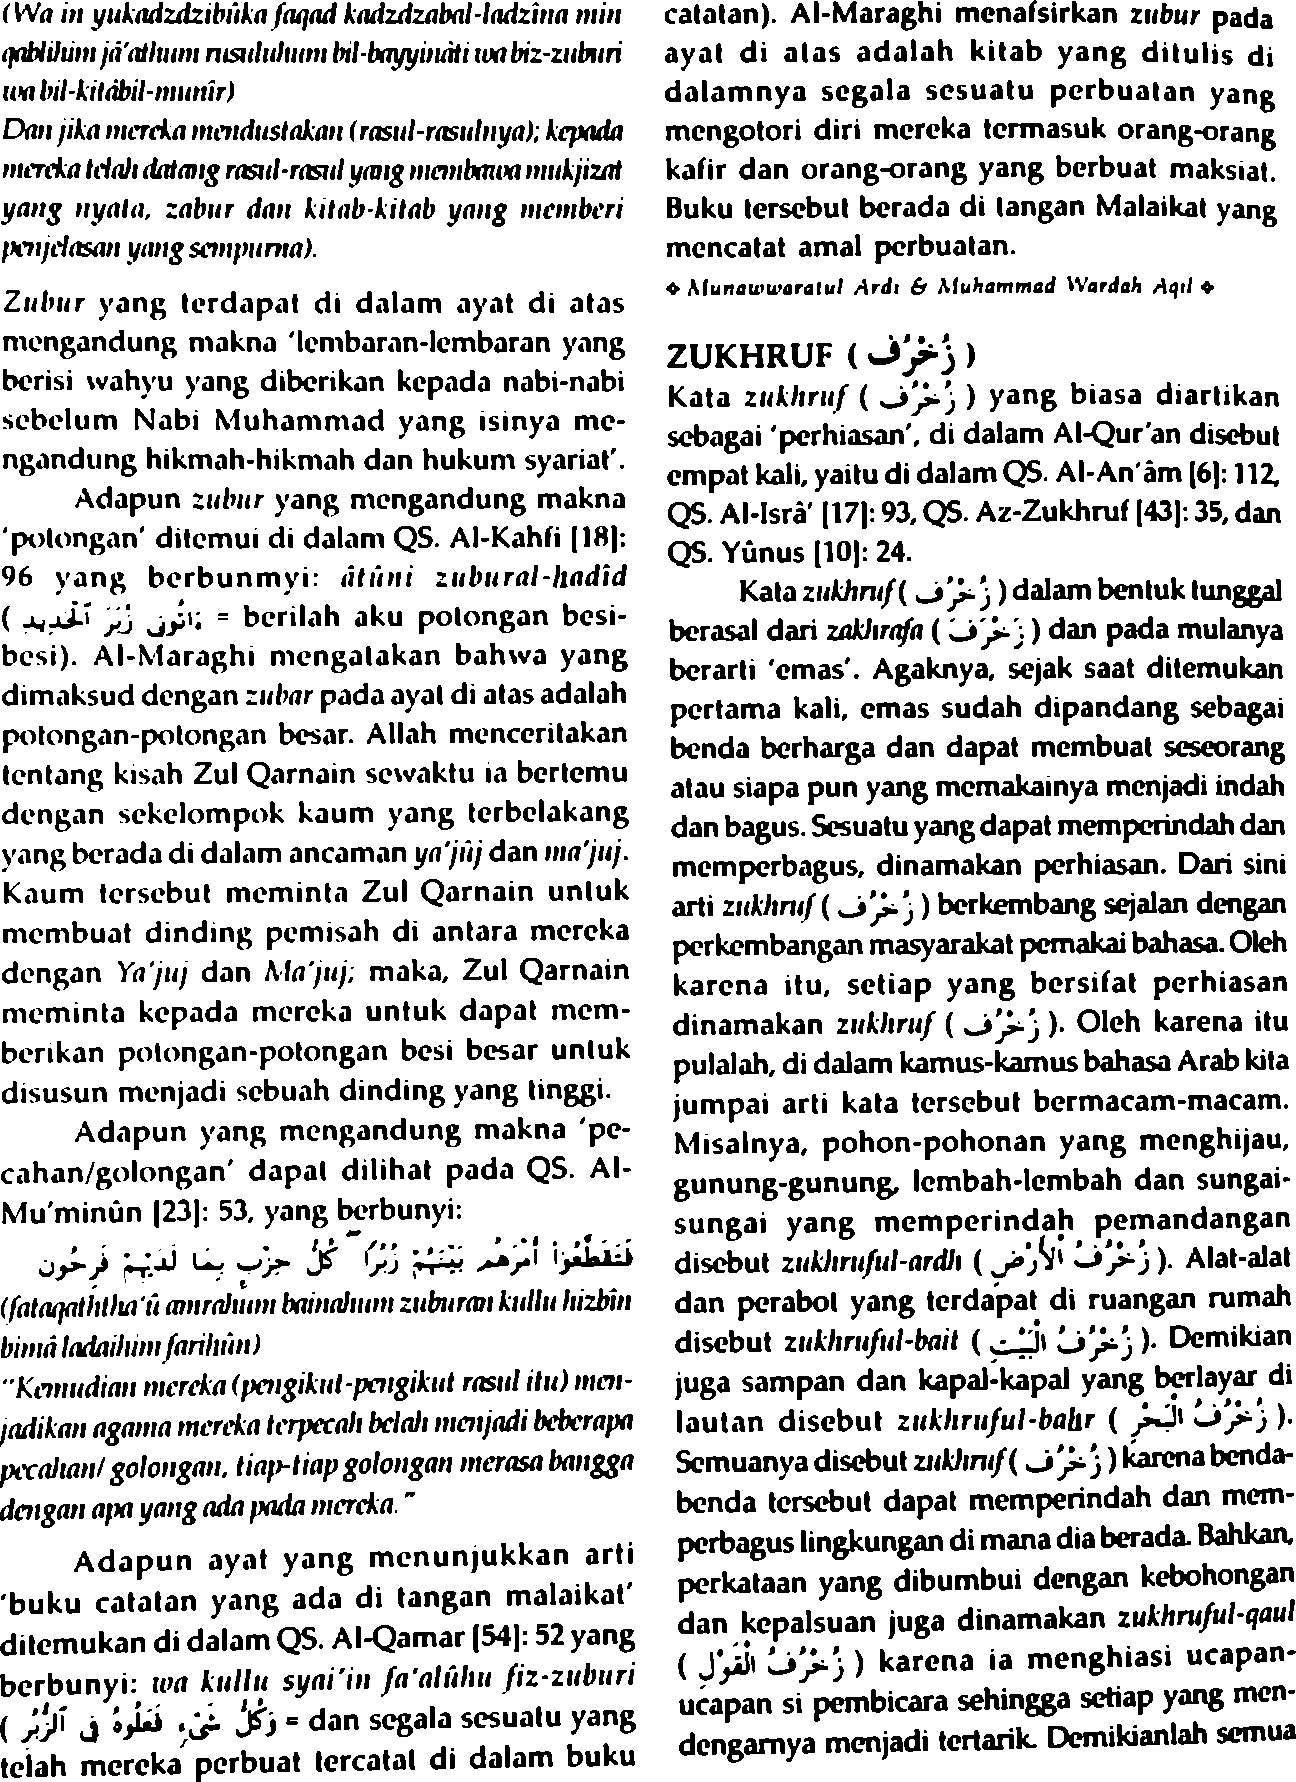 (Wa in yukadzdzibûka faqad kadzdzabal-ladzîna min
qablihim jâ'athum rusuluhum bil-bayyinâti wa biz-zuburi
wa bil-kitâbil-munîr)
Dan jika mereka mendustakan (rasul-rasulnya); kepada
mereka telah datang rasul-rasul yang membawa mukjizat
yang nyata, zabur dan kitab-kitab yang memberi
penjelasan yang sempurna).
Zubur yang terdapat di dalam ayat di atas
mengandung makna 'lembaran-lembaran yang
berisi wahyu yang diberikan kepada nabi-nabi
sebelum Nabi Muhammad yang isinya me-
ngandung hikmah-hikmah dan hukum syariat'.
Adapun zubur yang mengandung makna
'potongan' ditemui di dalam QS. Al-Kahfi [18]:
96 yang berbunmyi: âtûni zubural-hadîd
( ءَاتُونِى زُبَرَ ٱلْحَدِيدِ = berilah aku potongan besi-
besi). Al-Maraghi mengatakan bahwa yang
dimaksud dengan zubar pada ayat di atas adalah
potongan-potongan besar. Allah menceritakan
tentang kisah Zul Qarnain sewaktu ia bertemu
dengan sekelompok kaum yang terbelakang
yang berada di dalam ancaman ya'jûj dan ma'juj.
Kaum tersebut meminta Zul Qarnain untuk
membuat dinding pemisah di antara mereka
dengan Ya'juj dan Ma'juj; maka, Zul Qarnain
meminta kepada mereka untuk dapat mem-
berikan potongan-potongan besi besar untuk
disusun menjadi sebuah dinding yang tinggi.
Adapun yang mengandung makna 'pe-
cahan/golongan' dapat dilihat pada QS. Al-
Mu'minûn [23]: 53, yang berbunyi:
فَتَقَطَّعُوٓا۟ أَمْرَهُم بَيْنَهُمْ زُبُرًا ۖ كُلُّ حِزْبٍۭ بِمَا لَدَيْهِمْ فَرِحُونَ
(fataqaththa'û amrahum bainahum zuburan kullu hizbin
bimâ ladaihim farihûn)
"Kemudian mereka (pengikut-pengikut rasul itu) men-
jadikan agama mereka terpecah belah menjadi beberapa
pecahan/ golongan, tiap-tiap golongan merasa bangga
dengan apa yang ada pada mereka."
Adapun ayat yang menunjukkan arti
'buku catatan yang ada di tangan malaikat'
ditemukan di dalam QS. Al-Qamar [54]: 52 yang
berbunyi: wa kullu syai'in fa'alûhu fiz-zuburi
( وَكُلُّ شَىْءٍ فَعَلُوهُ فِى ٱلزُّبُرِ = dan segala sesuatu yang
telah mereka perbuat tercatat di dalam buku
catatan). Al-Maraghi menafsirkan zubur pada
ayat di atas adalah kitab yang ditulis di
dalamnya segala sesuatu perbuatan yang
mengotori diri mereka termasuk orang-orang
kafir dan orang-orang yang berbuat maksiat.
Buku tersebut berada di tangan Malaikat yang
mencatat amal perbuatan.
❖ Munawwaratul Ardi & Muhammad Wardah Aqil ❖
ZUKHRUF ( زُخْرُف )
Kata zukhruf ( زُخْرُف ) yang biasa diartikan
sebagai 'perhiasan', di dalam Al-Qur'an disebut
empat kali, yaitu di dalam QS. Al-An'âm [6]: 112,
QS. Al-Isrâ' [17]: 93, QS. Az-Zukhruf [43]: 35, dan
QS. Yûnus [10]: 24.
Kata zukhruf ( زُخْرُف ) dalam bentuk tunggal
berasal dari zakhrafa ( زَخْرَفَ ) dan pada mulanya
berarti 'emas'. Agaknya, sejak saat ditemukan
pertama kali, emas sudah dipandang sebagai
benda berharga dan dapat membuat seseorang
atau siapa pun yang memakainya menjadi indah
dan bagus. Sesuatu yang dapat memperindah dan
memperbagus, dinamakan perhiasan. Dari sini
arti zukhruf ( زُخْرُف ) berkembang sejalan dengan
perkembangan masyarakat pemakai bahasa. Oleh
karena itu, setiap yang bersifat perhiasan
dinamakan zukhruf ( زُخْرُف ). Oleh karena itu
pulalah, di dalam kamus-kamus bahasa Arab kita
jumpai arti kata tersebut bermacam-macam.
Misalnya, pohon-pohonan yang menghijau,
gunung-gunung, lembah-lembah dan sungai-
sungai yang memperindah pemandangan
disebut zukhruful-ardh ( زُخْرُفُ الْأَرْضِ ). Alat-alat
dan perabot yang terdapat di ruangan rumah
disebut zukhruful-bait ( زُخْرُفُ الْبَيْتِ ). Demikian
juga sampan dan kapal-kapal yang berlayar di
lautan disebut zukhruful-bahr ( زُخْرُفُ الْبَحْرِ ).
Semuanya disebut zukhruf ( زُخْرُف ) karena benda-
benda tersebut dapat memperindah dan mem-
perbagus lingkungan di mana dia berada. Bahkan,
perkataan yang dibumbui dengan kebohongan
dan kepalsuan juga dinamakan zukhruful-qaul
( زُخْرُفُ الْقَوْلِ ) karena ia menghiasi ucapan-
ucapan si pembicara sehingga setiap yang men-
dengarnya menjadi tertarik. Demikianlah semua